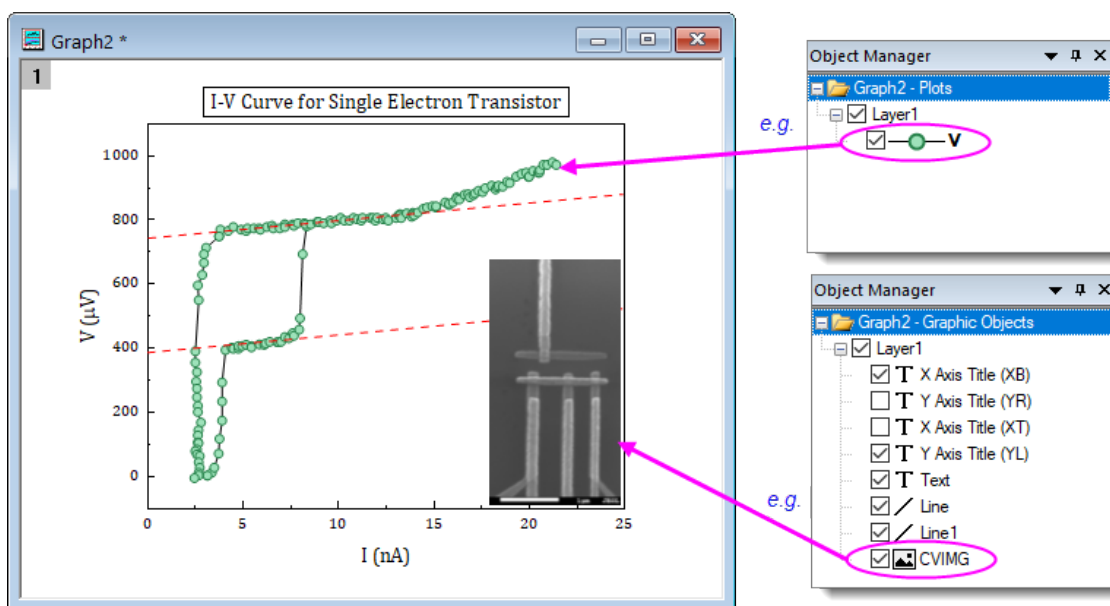 Graph2 *
1
I-V Curve for Single Electron Transistor
1000
800
600
400
200
0
V (μV)
0 5 10 15 20 25
I (nA)
e.g.
e.g.
Object Manager
Graph2 - Plots
Layer1
V
Object Manager
Graph2 - Graphic Objects
Layer1
T X Axis Title (XB)
T Y Axis Title (YR)
T X Axis Title (XT)
T Y Axis Title (YL)
T Text
Line
Line1
CVIMG